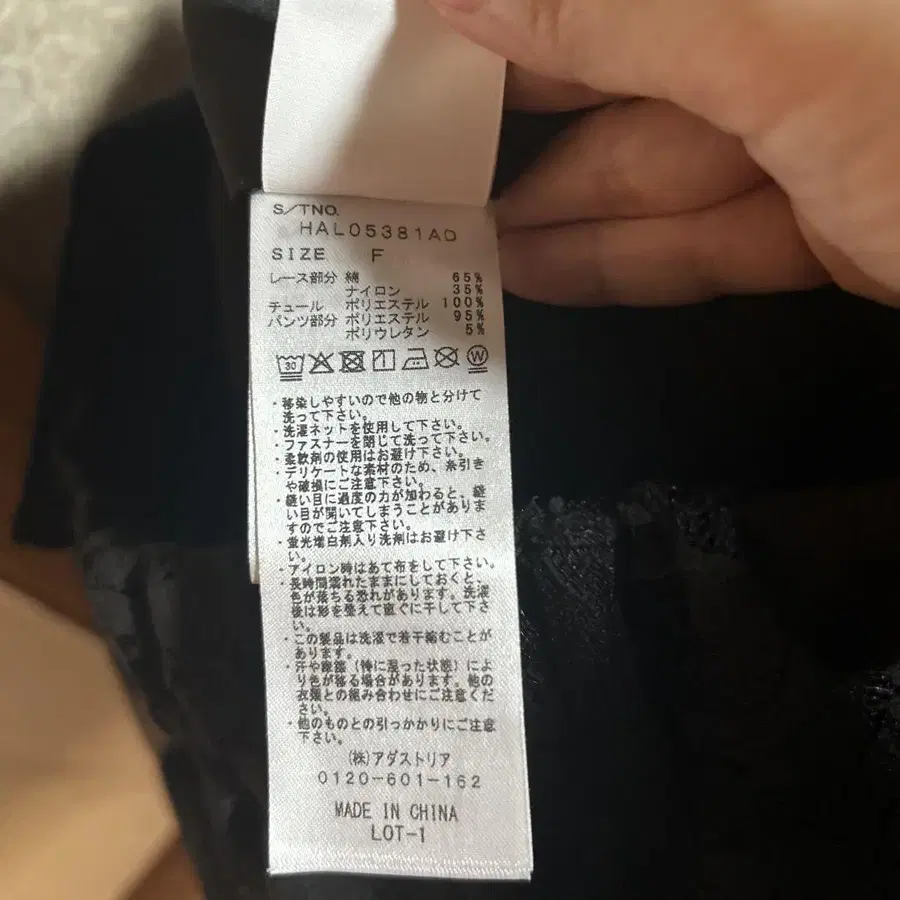 S/TNO.
HAL05381AD
SIZE F
レース部分 綿 65%
ナイロン 35%
チュール ポリエステル 100%
パンツ部分 ポリエステル 95%
ポリウレタン 5%
30 W
・移染しやすいので他の物と分けて
洗って下さい。
・洗濯ネットを使用して下さい。
・ファスナーを閉じて洗って下さい。
・柔軟剤の使用はお避け下さい。
・デリケートな素材のため、糸引き
や破損にご注意下さい。
・縫い目に過度の力が加わると、縫
い目が開いてしまうことがありま
すのでご注意下さい。
・蛍光増白剤入り洗剤はお避け下さ
い。
・アイロン時はあて布をして下さい。
・長時間濡れたままにしておくと、
色が落ちる恐れがあります。洗濯
後は形を整えて直ぐに干して下さ
い。
・この製品は洗濯で若干縮むことが
あります。
・汗や摩擦（特に湿った状態）によ
り色が移る場合があります。他の
衣類との組み合わせにご注意くだ
さい。
・他のものとの引っかかりにご注意
下さい。
(株)アダストリア
0120-601-162
MADE IN CHINA
LOT-1